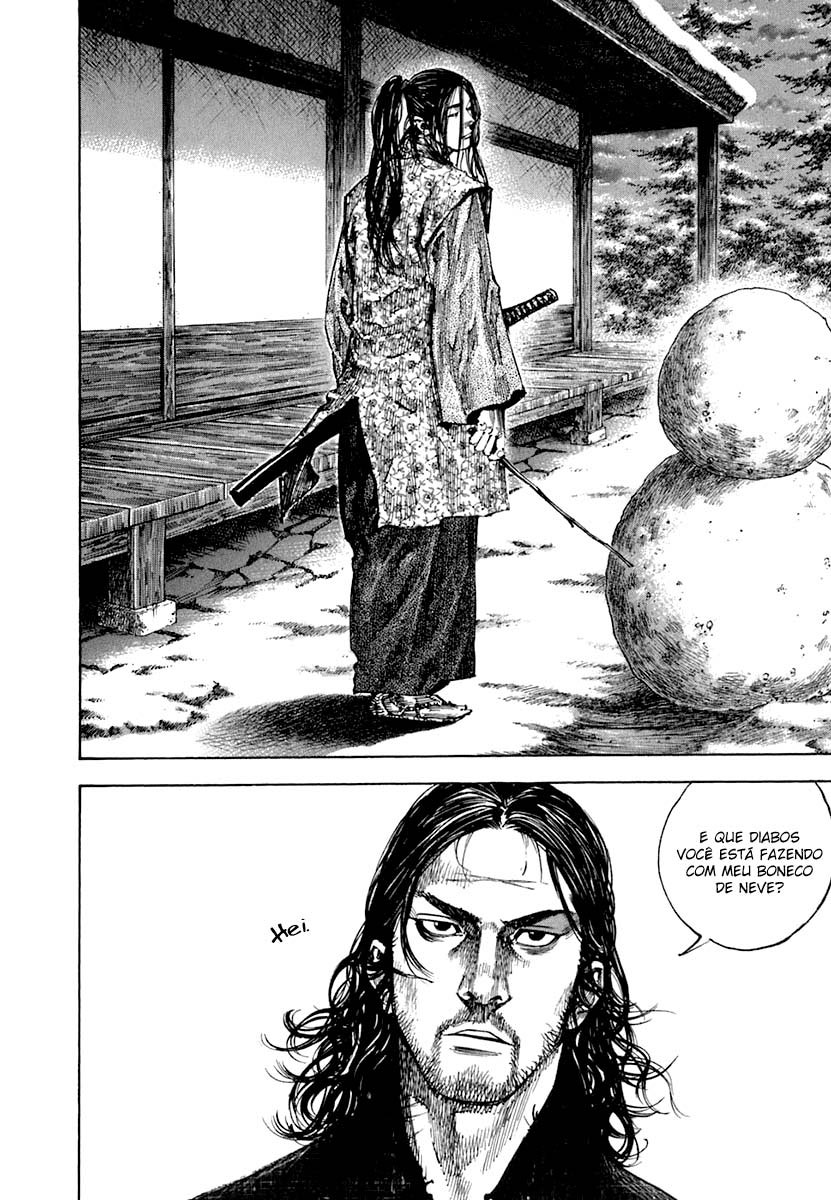 E QUE DIABOS
VOCÊ ESTÁ FAZENDO
COM MEU BONECO
DE NEVE?
Hei.